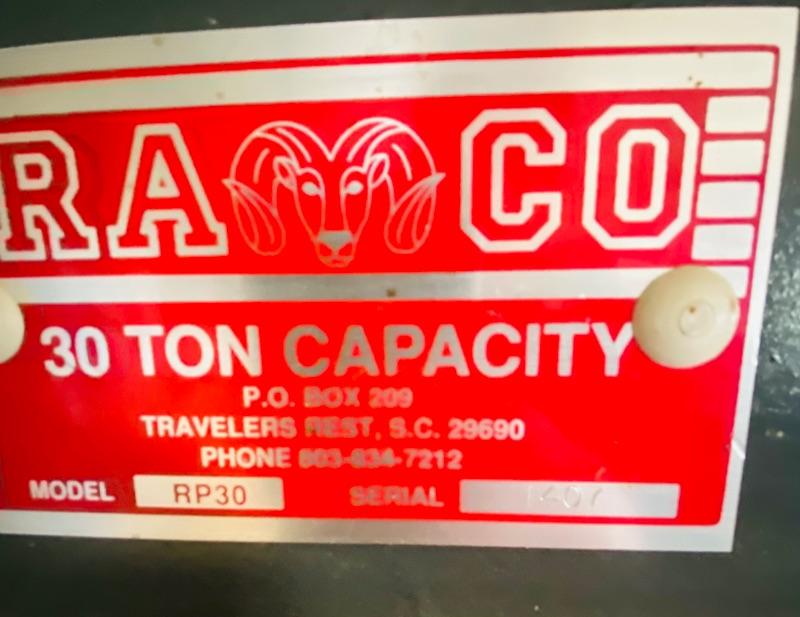 RA CO
30 TON CAPACITY
P.O. BOX 209
TRAVELERS REST, S.C. 29690
PHONE 803-834-7212
MODEL RP30 SERIAL